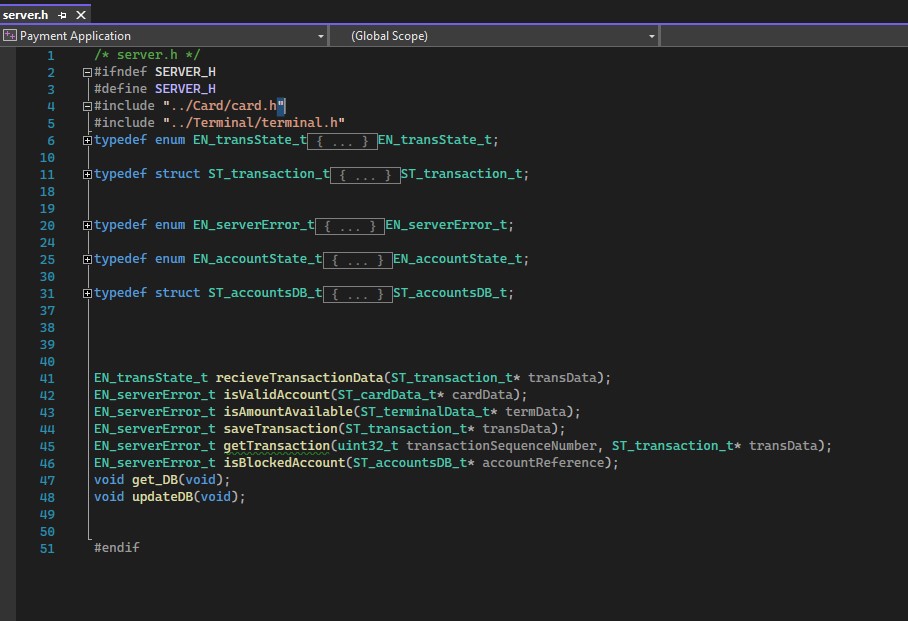 server.h
Payment Application (Global Scope)
1 /* server.h */
2 #ifndef SERVER_H
3 #define SERVER_H
4 #include "../Card/card.h"
5 #include "../Terminal/terminal.h"
6 typedef enum EN_transState_t{ ... }EN_transState_t;
10
11 typedef struct ST_transaction_t{ ... }ST_transaction_t;
18
19
20 typedef enum EN_serverError_t{ ... }EN_serverError_t;
24
25 typedef enum EN_accountState_t{ ... }EN_accountState_t;
30
31 typedef struct ST_accountsDB_t{ ... }ST_accountsDB_t;
37
38
39
40
41 EN_transState_t recieveTransactionData(ST_transaction_t* transData);
42 EN_serverError_t isValidAccount(ST_cardData_t* cardData);
43 EN_serverError_t isAmountAvailable(ST_terminalData_t* termData);
44 EN_serverError_t saveTransaction(ST_transaction_t* transData);
45 EN_serverError_t getTransaction(uint32_t transactionSequenceNumber, ST_transaction_t* transData);
46 EN_serverError_t isBlockedAccount(ST_accountsDB_t* accountReference);
47 void get_DB(void);
48 void updateDB(void);
49
50
51 #endif